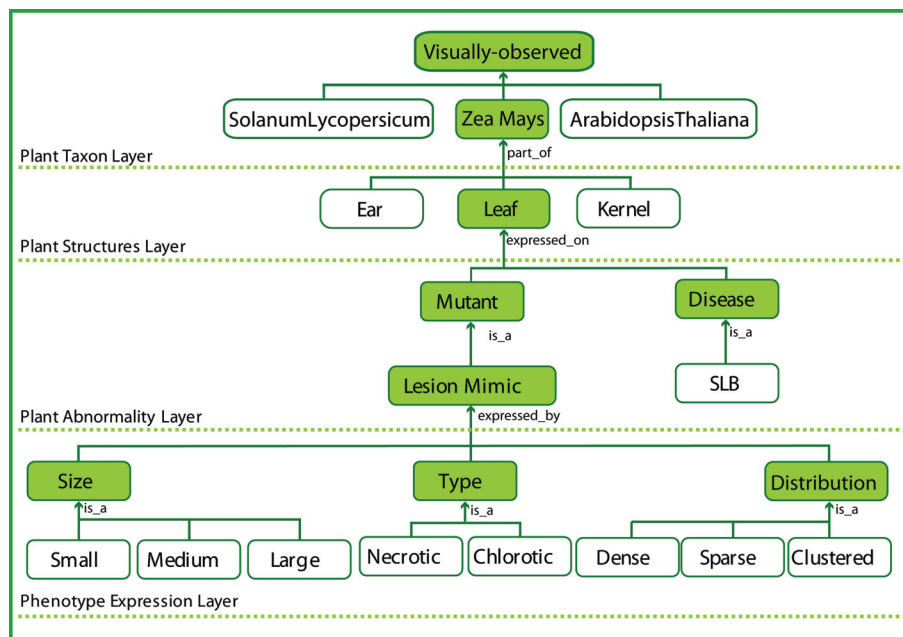 Visually-observed
SolanumLycopersicum
Zea Mays
ArabidopsisThaliana
Plant Taxon Layer
part_of
Ear
Leaf
Kernel
Plant Structures Layer
expressed_on
Mutant
Disease
is_a
is_a
Lesion Mimic
SLB
Plant Abnormality Layer
expressed_by
Size
Type
Distribution
is_a
is_a
is_a
Small
Medium
Large
Necrotic
Chlorotic
Dense
Sparse
Clustered
Phenotype Expression Layer